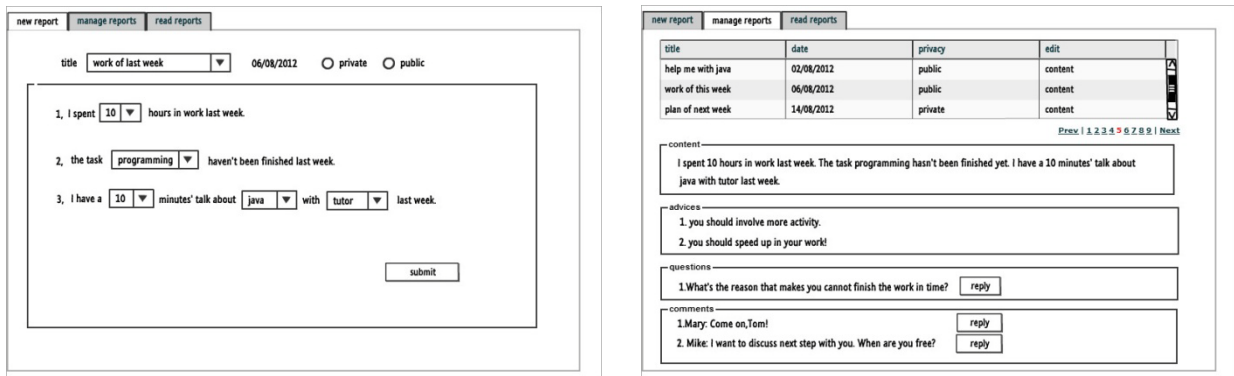 new report manage reports read reports
title work of last week 06/08/2012 private public
1, I spent 10 hours in work last week.
2, the task programming haven't been finished last week.
3, I have a 10 minutes' talk about java with tutor last week.
submit
new report manage reports read reports
title date privacy edit
help me with java 02/08/2012 public content
work of this week 06/08/2012 public content
plan of next week 14/08/2012 private content
Prev | 1 2 3 4 5 6 7 8 9 | Next
content
I spent 10 hours in work last week. The task programming hasn't been finished yet. I have a 10 minutes' talk about
java with tutor last week.
advices
1. you should involve more activity.
2. you should speed up in your work!
questions
1.What's the reason that makes you cannot finish the work in time? reply
comments
1.Mary: Come on,Tom! reply
2. Mike: I want to discuss next step with you. When are you free? reply